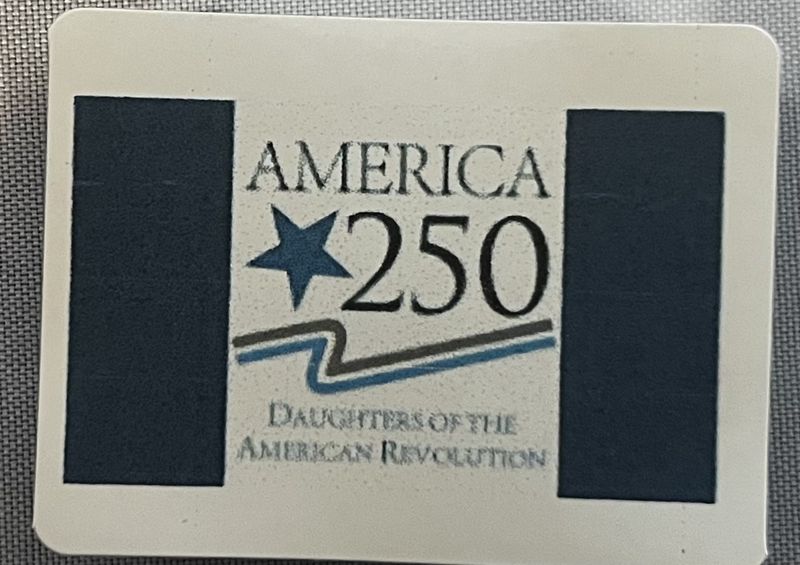 AMERICA
250
DAUGHTERS OF THE
AMERICAN REVOLUTION